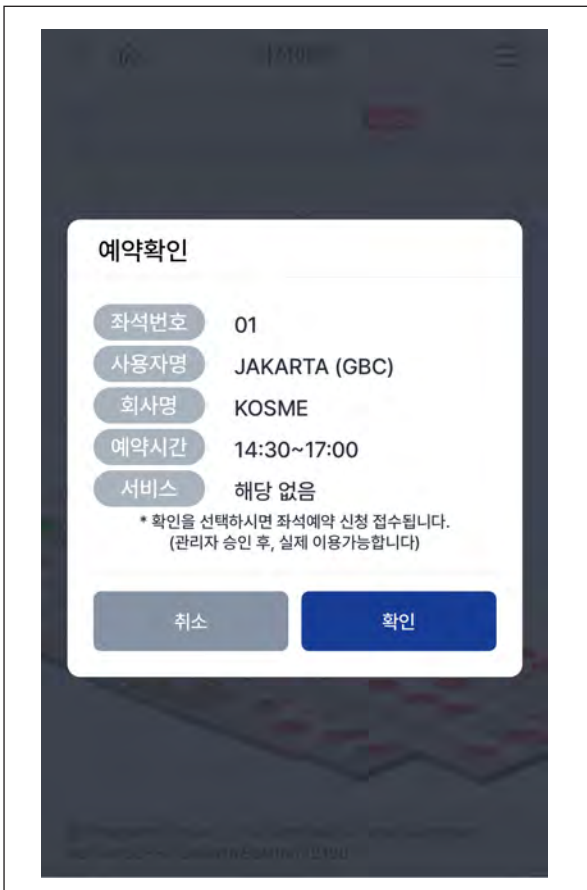 예약확인
좌석번호 01
사용자명 JAKARTA (GBC)
회사명 KOSME
예약시간 14:30~17:00
서비스 해당 없음
* 확인을 선택하시면 좌석예약 신청 접수됩니다.
(관리자 승인 후, 실제 이용가능합니다)
취소 확인